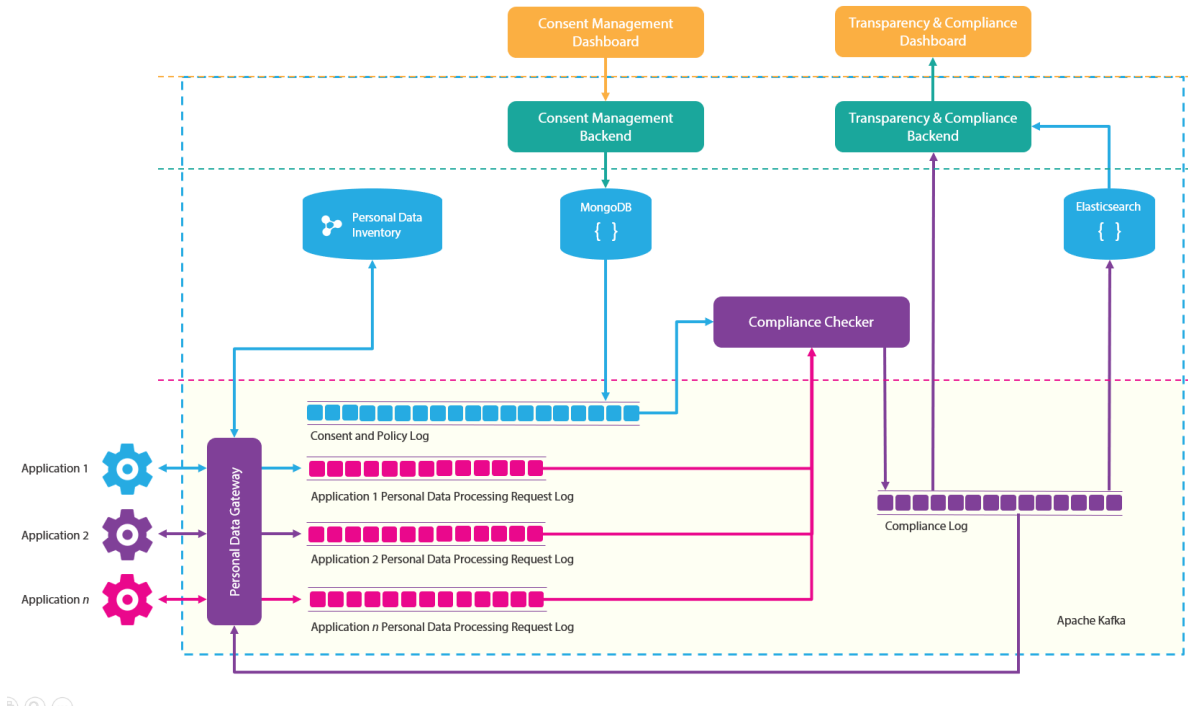 Consent Management
Dashboard
Transparency & Compliance
Dashboard
Consent Management
Backend
Transparency & Compliance
Backend
Personal Data
Inventory
MongoDB
{ }
Elasticsearch
{ }
Compliance Checker
Consent and Policy Log
Application 1
Personal Data Gateway
Application 1 Personal Data Processing Request Log
Application 2
Application 2 Personal Data Processing Request Log
Compliance Log
Application n
Application n Personal Data Processing Request Log
Apache Kafka